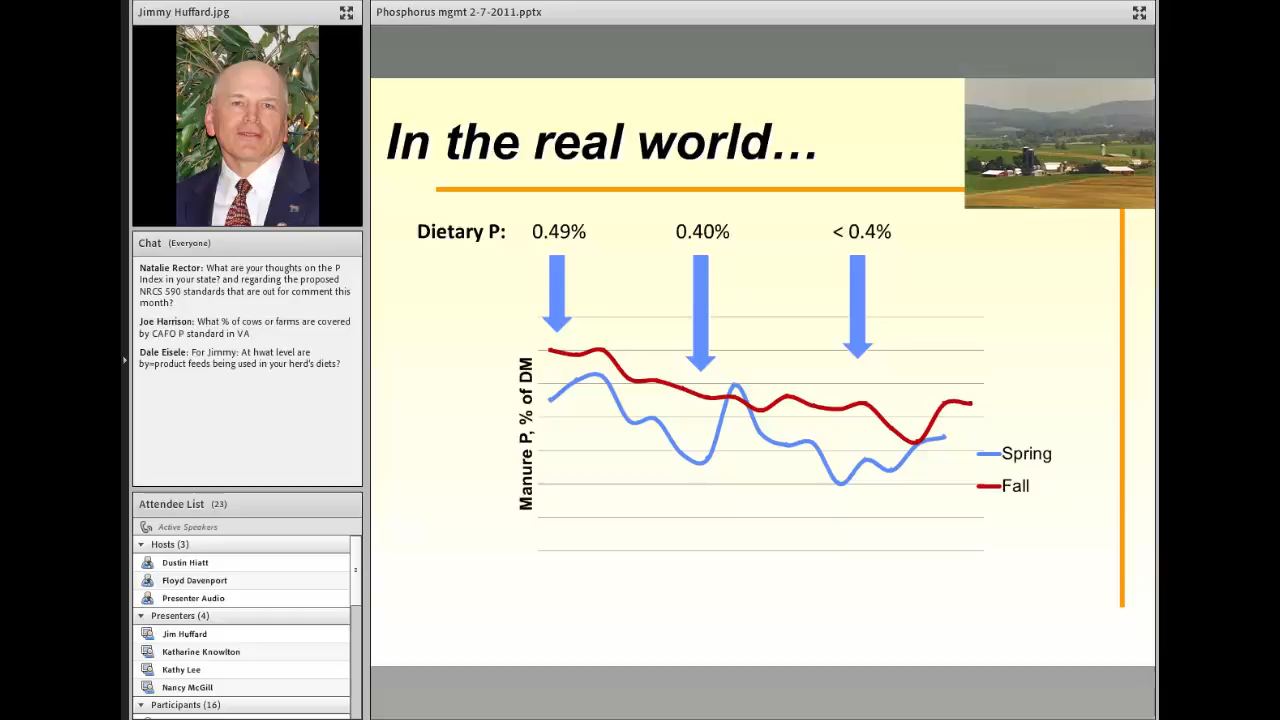 Jimmy Huffard.jpg
Chat (Everyone)
Natalie Rector: What are your thoughts on the P
Index in your state? and regarding the proposed
NRCS 590 standards that are out for comment this
month?
Joe Harrison: What % of cows or farms are covered
by CAFO P standard in VA
Dale Eisele: For Jimmy: At hwat level are
by=product feeds being used in your herd's diets?
Attendee List (23)
Active Speakers
Hosts (3)
Dustin Hiatt
Floyd Davenport
Presenter Audio
Presenters (4)
Jim Huffard
Katharine Knowlton
Kathy Lee
Nancy McGill
Participants (16)
Phosphorus mgmt 2-7-2011.pptx
In the real world...
Dietary P: 0.49% 0.40% < 0.4%
Manure P, % of DM
Spring
Fall